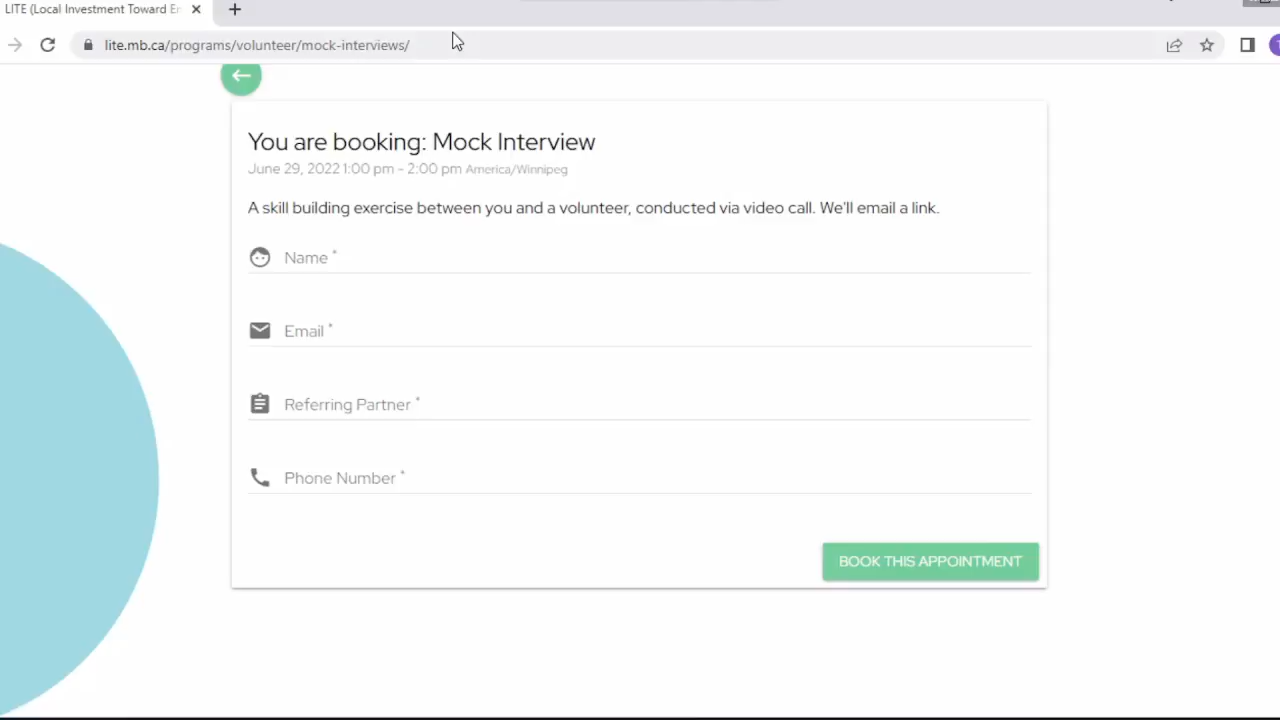 LITE (Local Investment Toward En
lite.mb.ca/programs/volunteer/mock-interviews/
You are booking: Mock Interview
June 29, 2022 1:00 pm - 2:00 pm America/Winnipeg
A skill building exercise between you and a volunteer, conducted via video call. We'll email a link.
Name *
Email *
Referring Partner *
Phone Number *
BOOK THIS APPOINTMENT